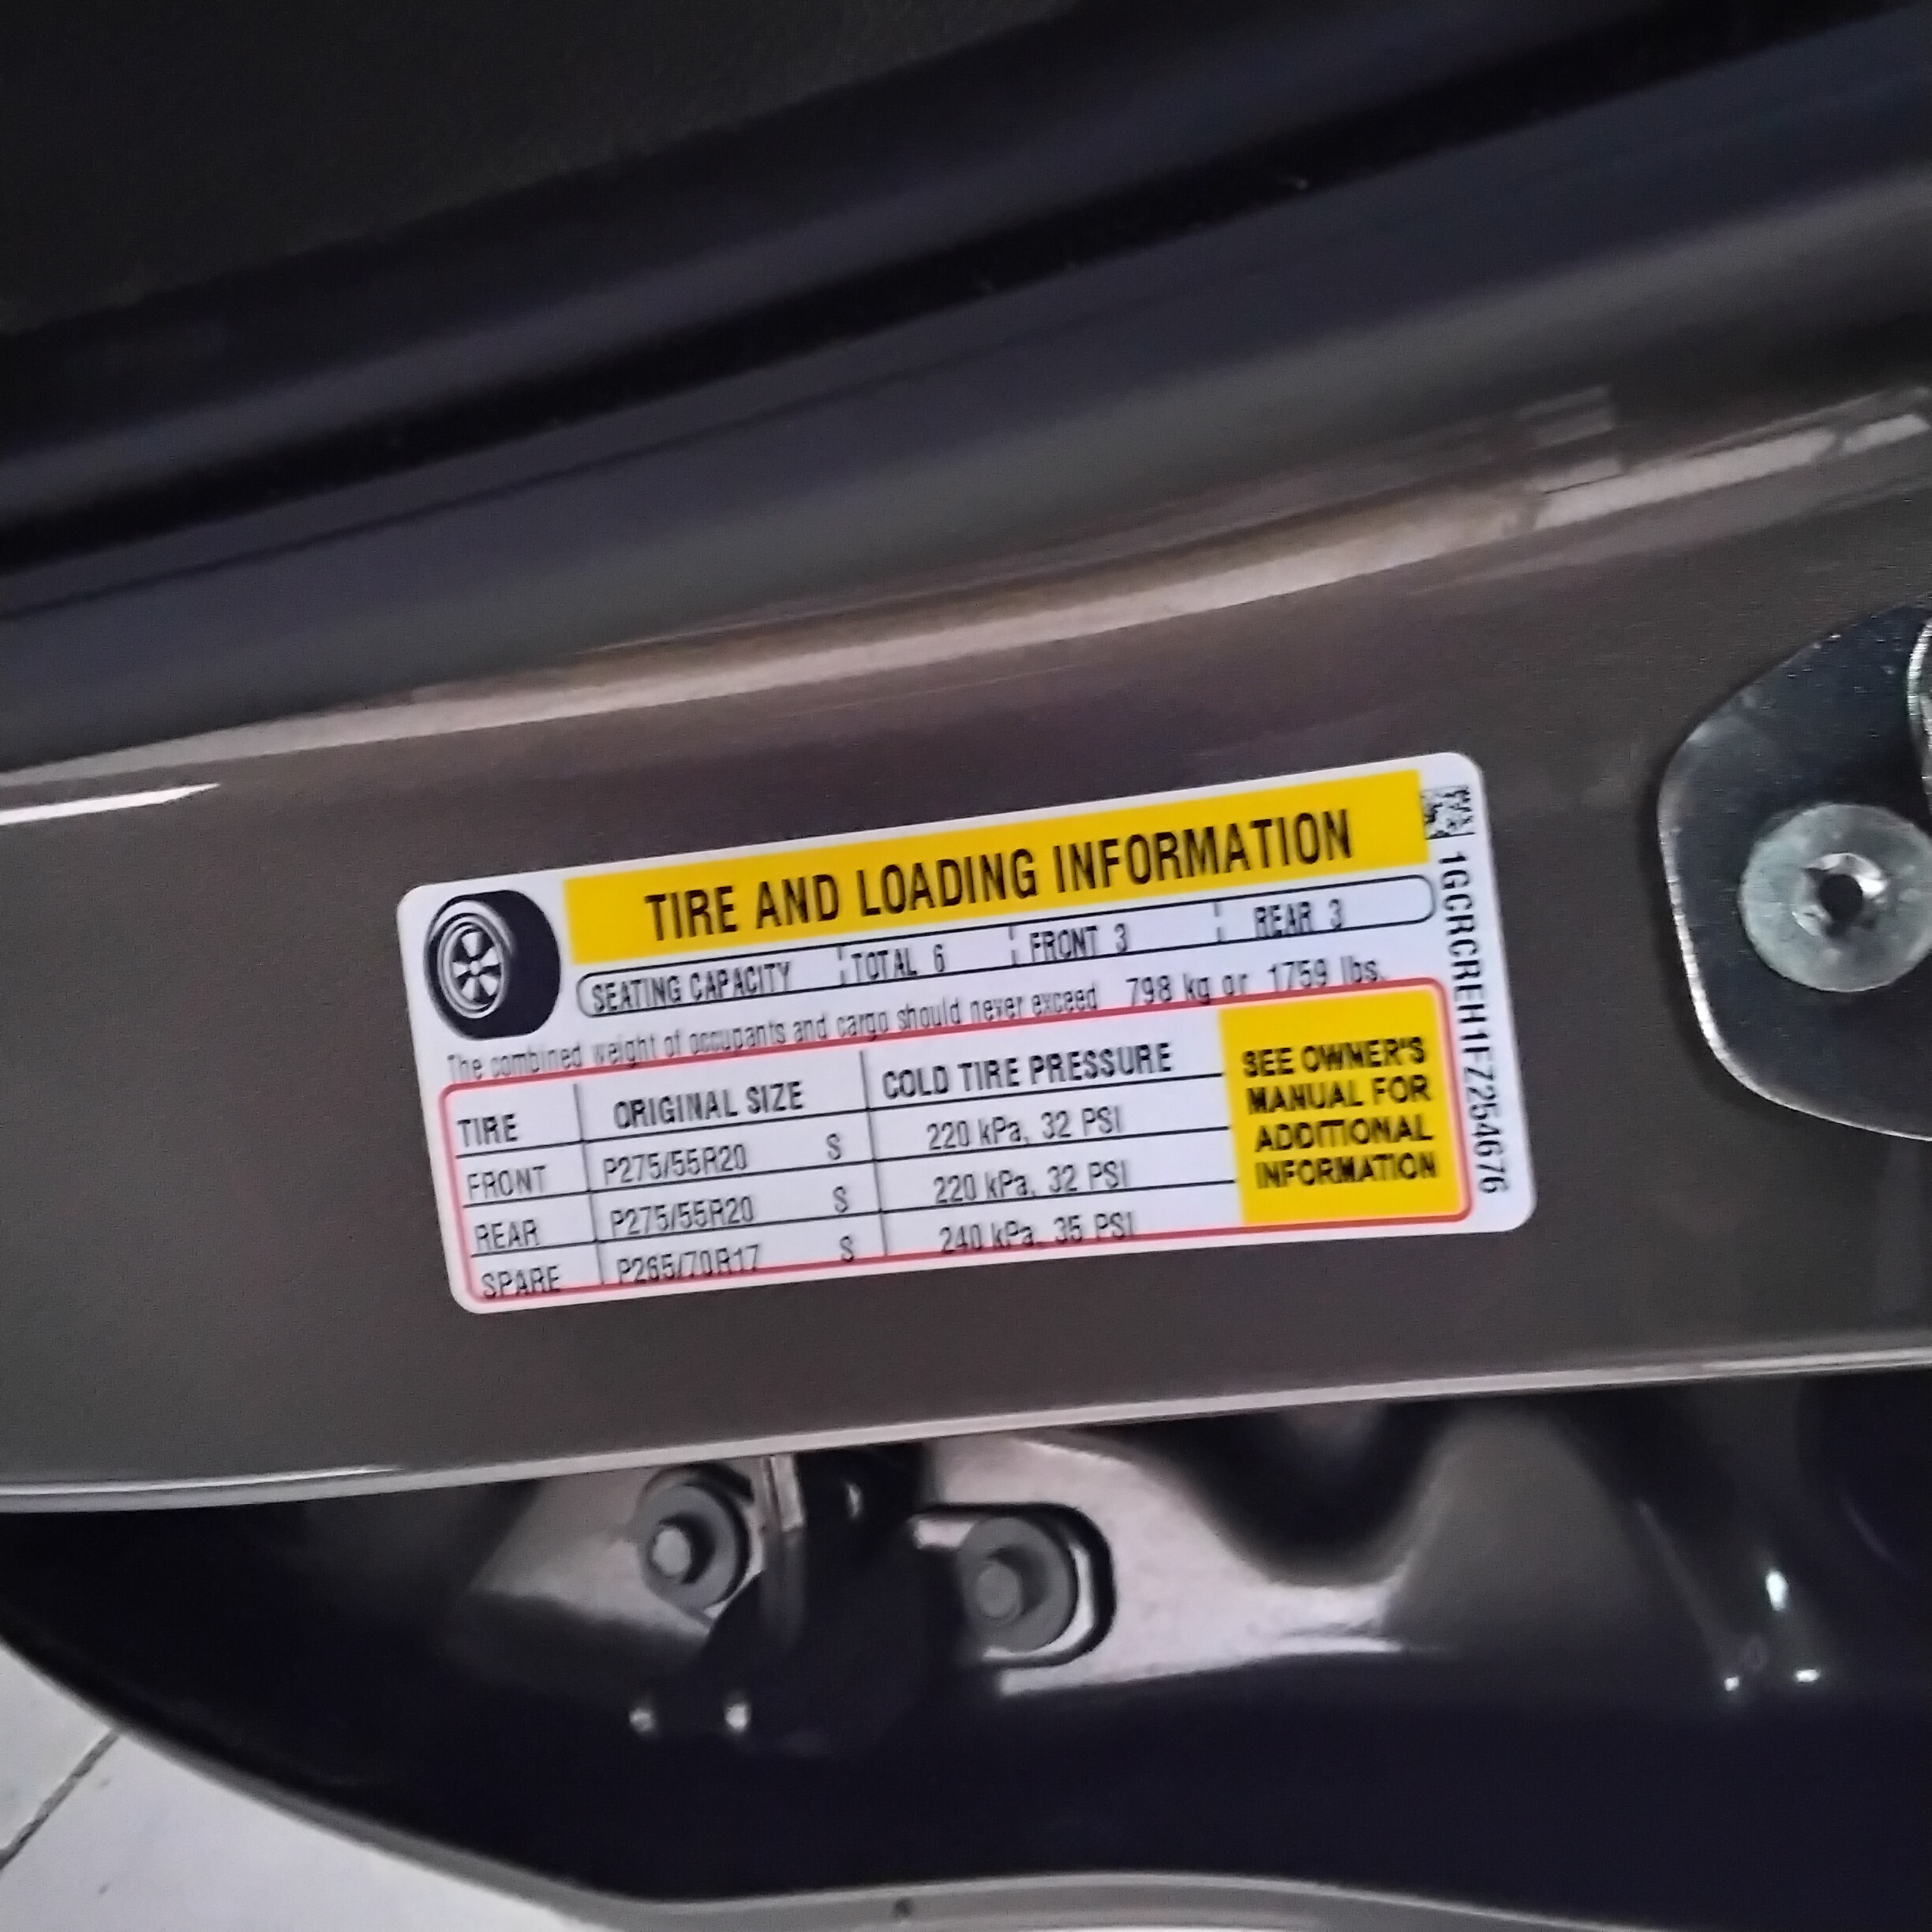 TIRE AND LOADING INFORMATION
SEATING CAPACITY TOTAL 6 FRONT 3 REAR 3
The combined weight of occupants and cargo should never exceed 798 kg or 1759 lbs.
TIRE ORIGINAL SIZE COLD TIRE PRESSURE
FRONT P275/55R20 S 220 kPa, 32 PSI
REAR P275/55R20 S 220 kPa, 32 PSI
SPARE P265/70R17 S 240 kPa, 35 PSI
SEE OWNER'S
MANUAL FOR
ADDITIONAL
INFORMATION
1GCRCREH1FZ254676